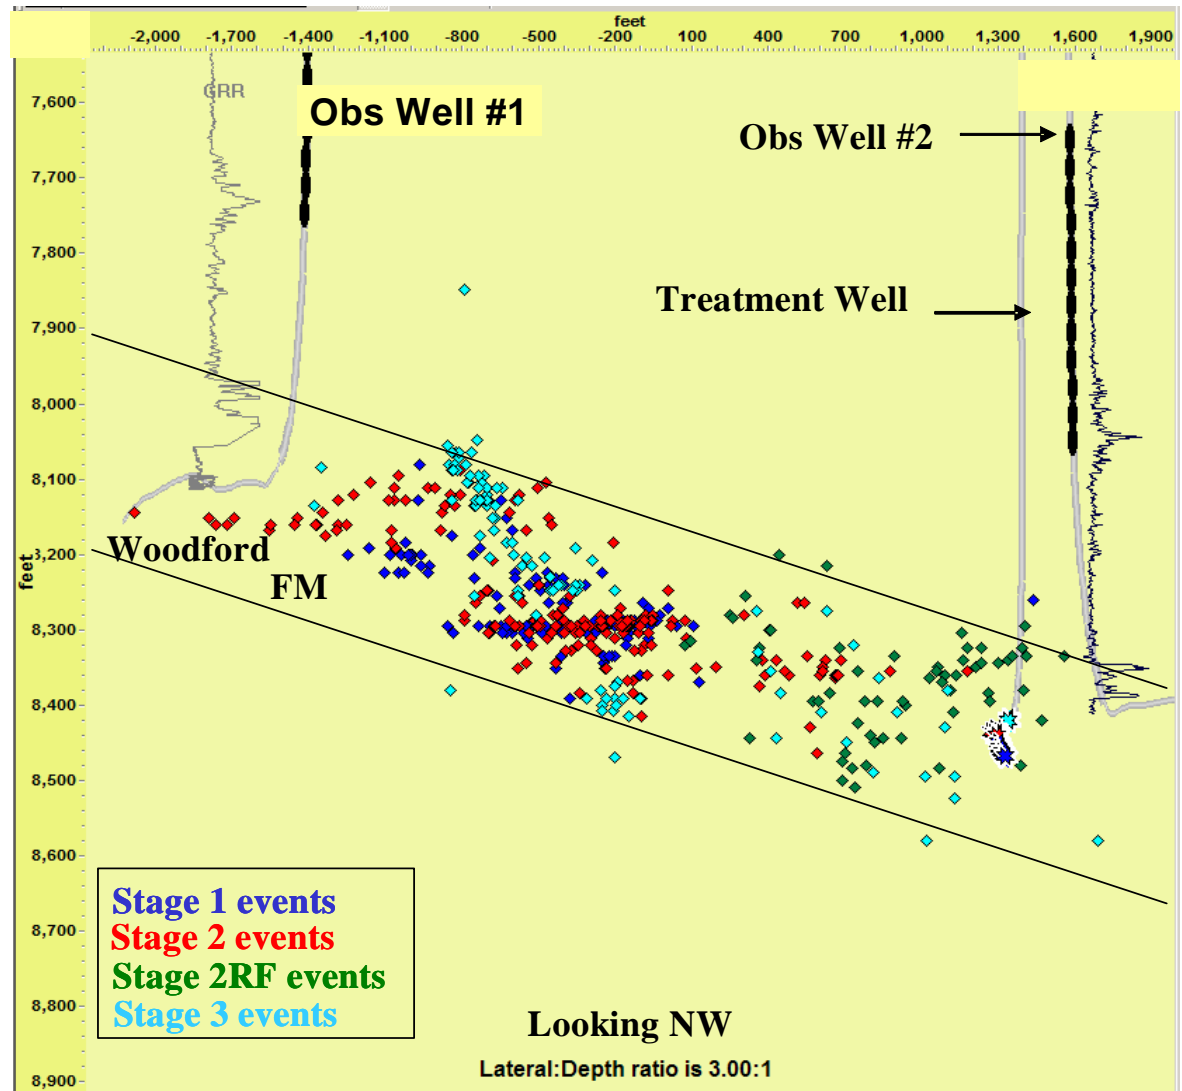 feet
-2,000 -1,700 -1,400 -1,100 -800 -500 -200 100 400 700 1,000 1,300 1,600 1,900
GRR
7,600
Obs Well #1
Obs Well #2
7,700
7,800
Treatment Well
7,900
8,000
8,100
Woodford
8,200
feet
FM
8,300
8,400
8,500
8,600
Stage 1 events
Stage 2 events
Stage 2RF events
Stage 3 events
8,700
8,800
Looking NW
Lateral:Depth ratio is 3.00:1
8,900